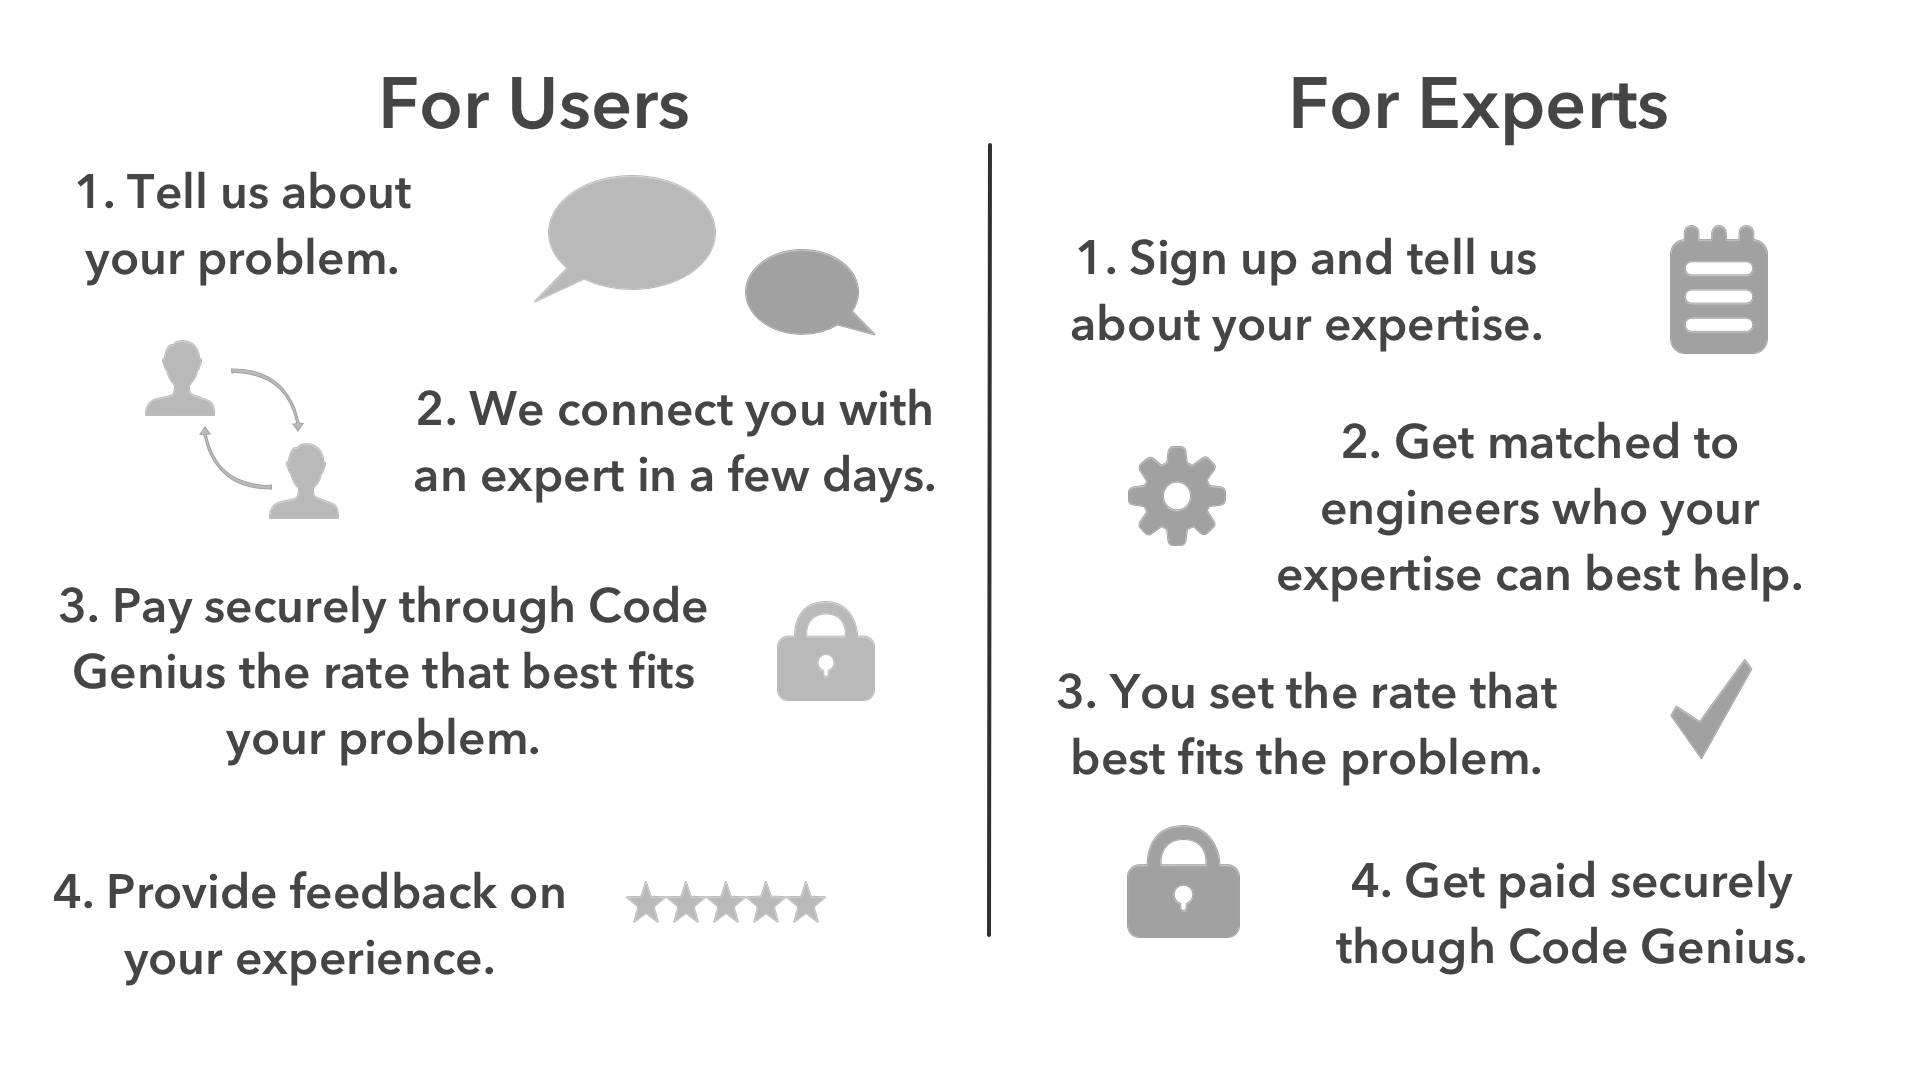 For Users
1. Tell us about
your problem.
2. We connect you with
an expert in a few days.
3. Pay securely through Code
Genius the rate that best fits
your problem.
4. Provide feedback on
your experience.
For Experts
1. Sign up and tell us
about your expertise.
2. Get matched to
engineers who your
expertise can best help.
3. You set the rate that
best fits the problem.
4. Get paid securely
though Code Genius.